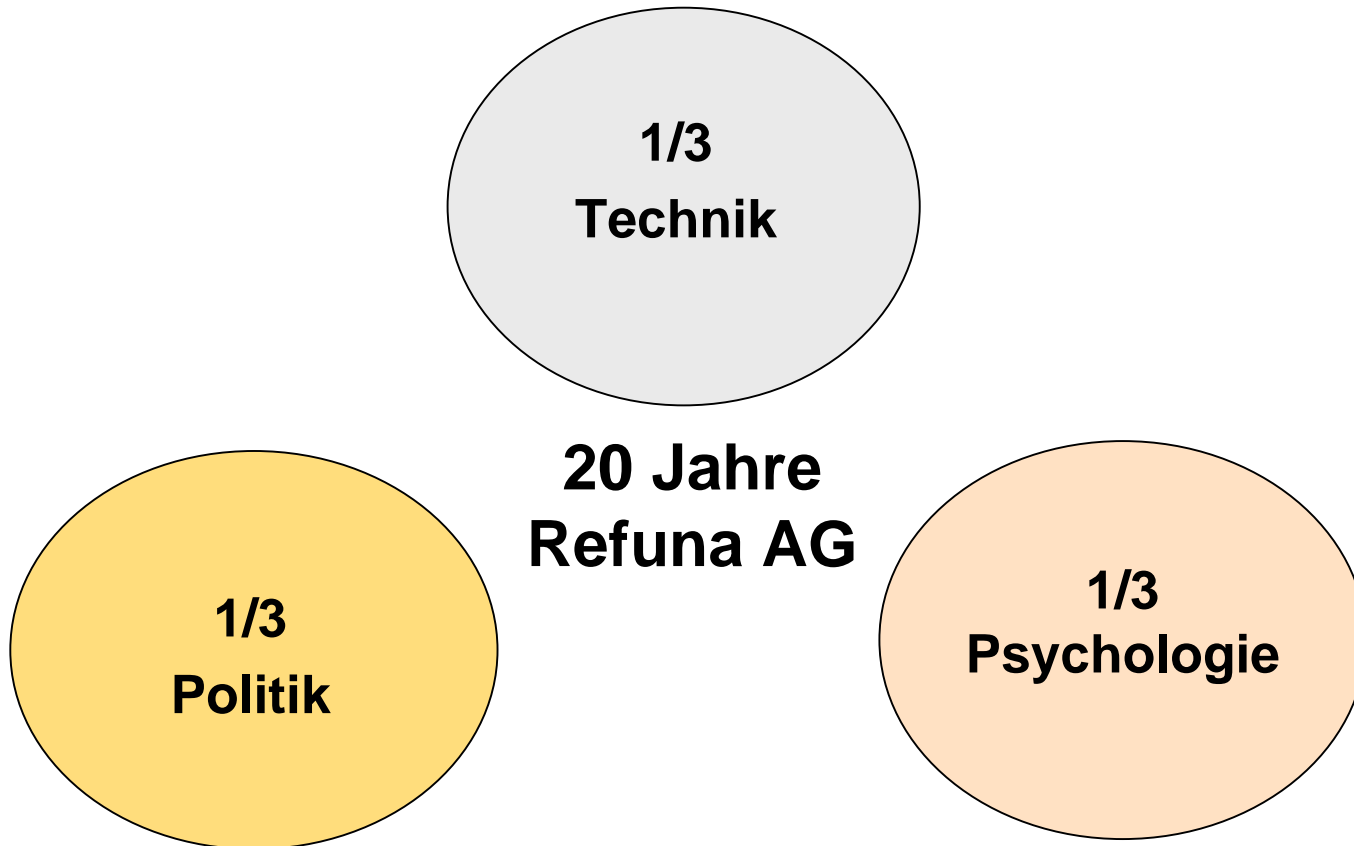 1/3
Technik
20 Jahre
Refuna AG
1/3
Politik
1/3
Psychologie